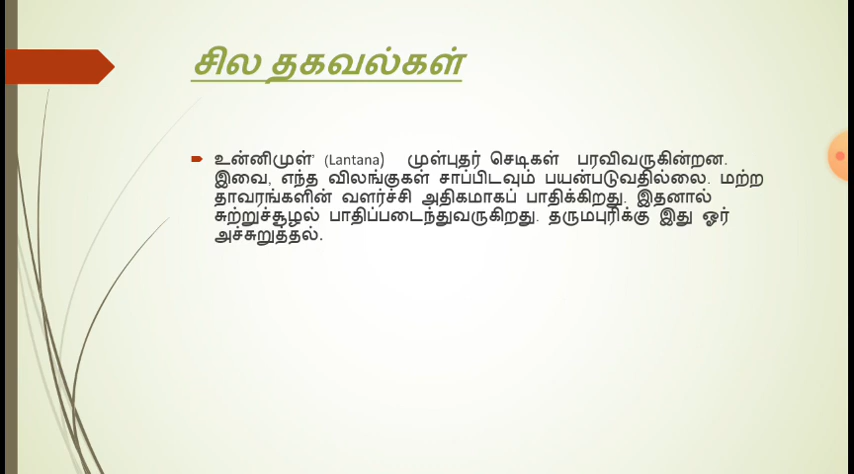 சில தகவல்கள்
உன்னிமுள்' (Lantana) முள்புதர் செடிகள் பரவிவருகின்றன.
இவை, எந்த விலங்குகள் சாப்பிடவும் பயன்படுவதில்லை. மற்ற
தாவரங்களின் வளர்ச்சி அதிகமாகப் பாதிக்கிறது. இதனால்
சுற்றுச்சூழல் பாதிப்படைந்துவருகிறது. தருமபுரிக்கு இது ஓர்
அச்சுறுத்தல்.